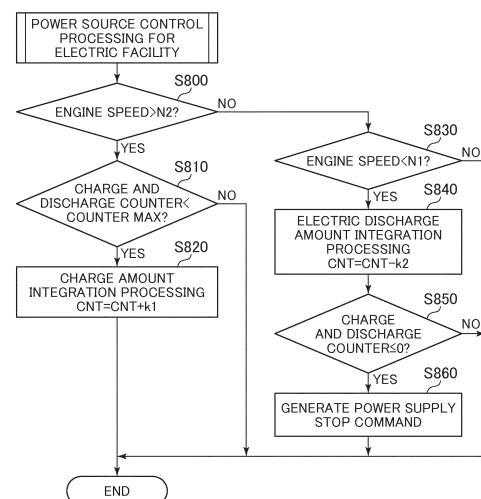 POWER SOURCE CONTROL
PROCESSING FOR
ELECTRIC FACILITY
S800
ENGINE SPEED>N2?
NO
YES
S810
CHARGE AND
DISCHARGE COUNTER<
COUNTER MAX?
NO
YES
S820
CHARGE AMOUNT
INTEGRATION PROCESSING
CNT=CNT+k1
S830
ENGINE SPEED<N1?
NO
YES
S840
ELECTRIC DISCHARGE
AMOUNT INTEGRATION
PROCESSING
CNT=CNT−k2
S850
CHARGE
AND DISCHARGE
COUNTER≤0?
NO
YES
S860
GENERATE POWER SUPPLY
STOP COMMAND
END